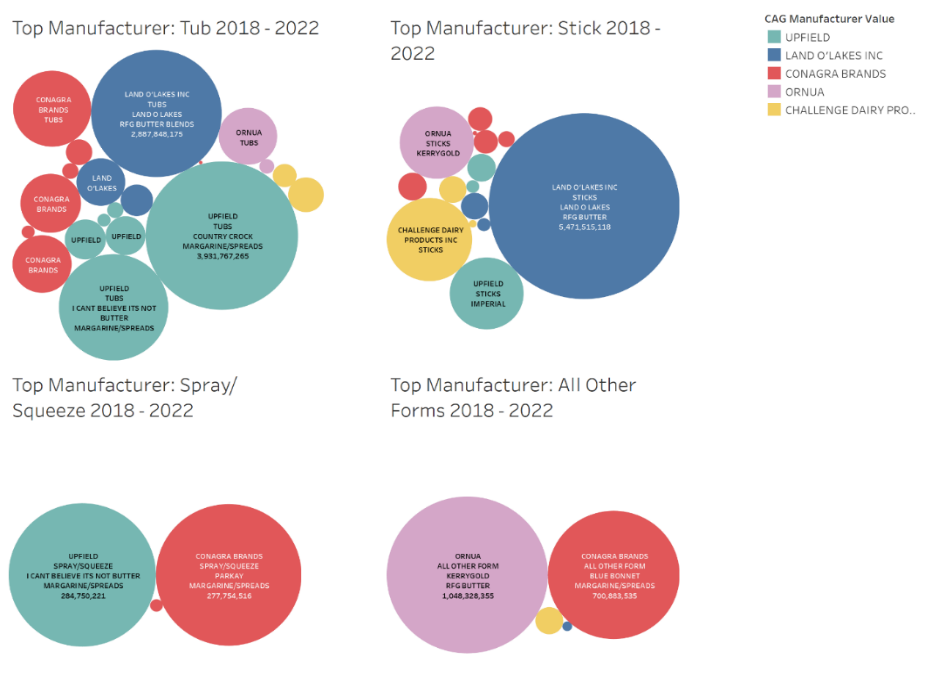 Top Manufacturer: Tub 2018 - 2022
CONAGRA
BRANDS
TUBS
LAND O'LAKES INC
TUBS
LAND O LAKES
RFG BUTTER BLENDS
2,887,848,175
ORNUA
TUBS
LAND
O'LAKES
CONAGRA
BRANDS
UPFIELD
UPFIELD
UPFIELD
TUBS
COUNTRY CROCK
MARGARINE/SPREADS
3,931,767,265
CONAGRA
BRANDS
UPFIELD
TUBS
I CANT BELIEVE ITS NOT
BUTTER
MARGARINE/SPREADS
Top Manufacturer: Stick 2018 -
2022
ORNUA
STICKS
KERRYGOLD
LAND O'LAKES INC
STICKS
LAND O LAKES
RFG BUTTER
5,471,515,118
CHALLENGE DAIRY
PRODUCTS INC
STICKS
UPFIELD
STICKS
IMPERIAL
CAG Manufacturer Value
UPFIELD
LAND O'LAKES INC
CONAGRA BRANDS
ORNUA
CHALLENGE DAIRY PRO..
Top Manufacturer: Spray/
Squeeze 2018 - 2022
UPFIELD
SPRAY/SQUEEZE
I CANT BELIEVE ITS NOT BUTTER
MARGARINE/SPREADS
284,750,221
CONAGRA BRANDS
SPRAY/SQUEEZE
PARKAY
MARGARINE/SPREADS
277,754,516
Top Manufacturer: All Other
Forms 2018 - 2022
ORNUA
ALL OTHER FORM
KERRYGOLD
RFG BUTTER
1,048,328,355
CONAGRA BRANDS
ALL OTHER FORM
BLUE BONNET
MARGARINE/SPREADS
700,883,535